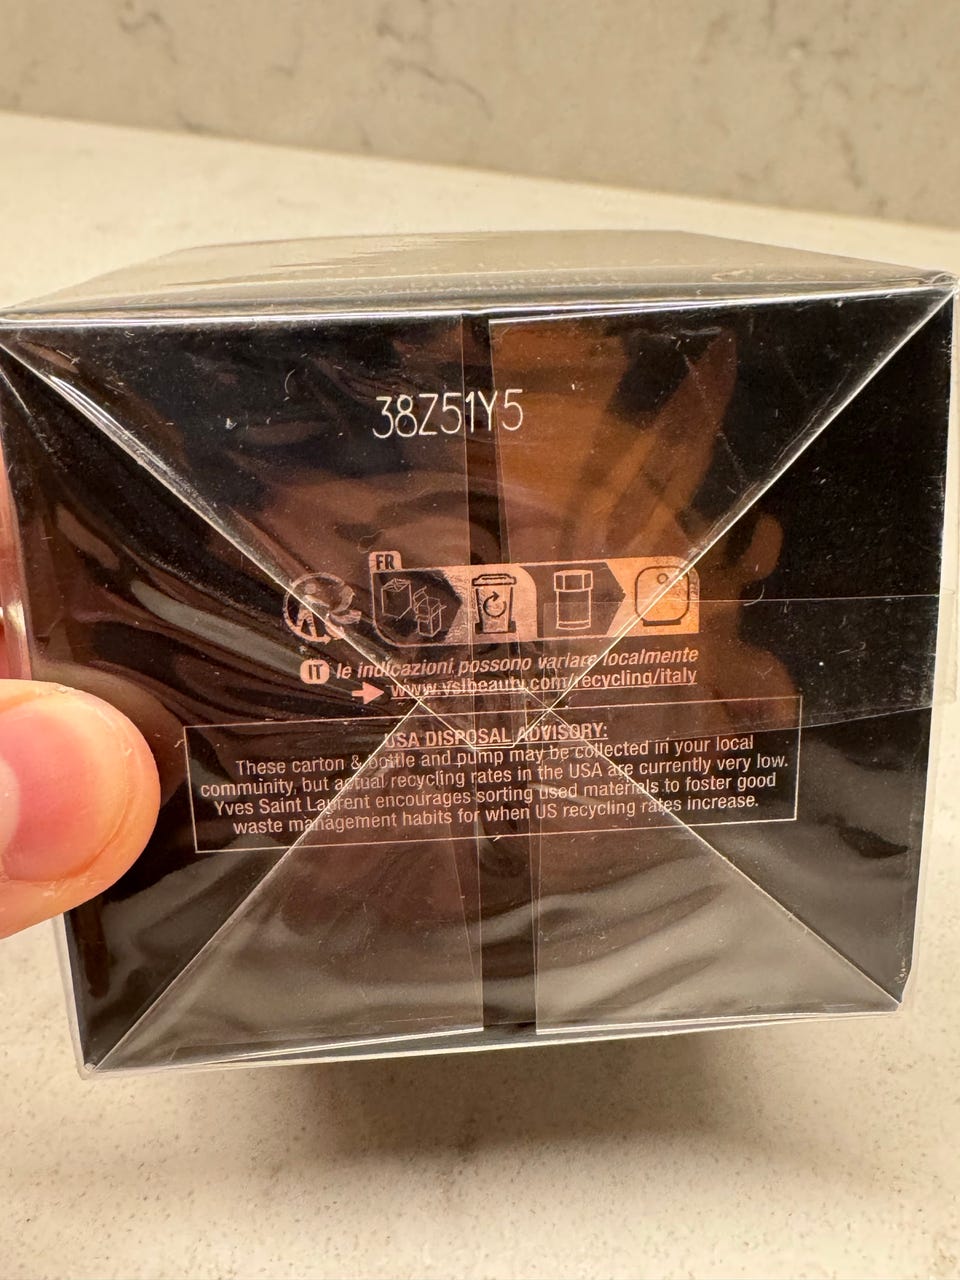 38Z51Y5
FR
IT le indicazioni possono variare localmente
www.yslbeauty.com/recycling/italy
USA DISPOSAL ADVISORY:
These carton & bottle and pump may be collected in your local
community, but actual recycling rates in the USA are currently very low.
Yves Saint Laurent encourages sorting used materials to foster good
waste management habits for when US recycling rates increase.